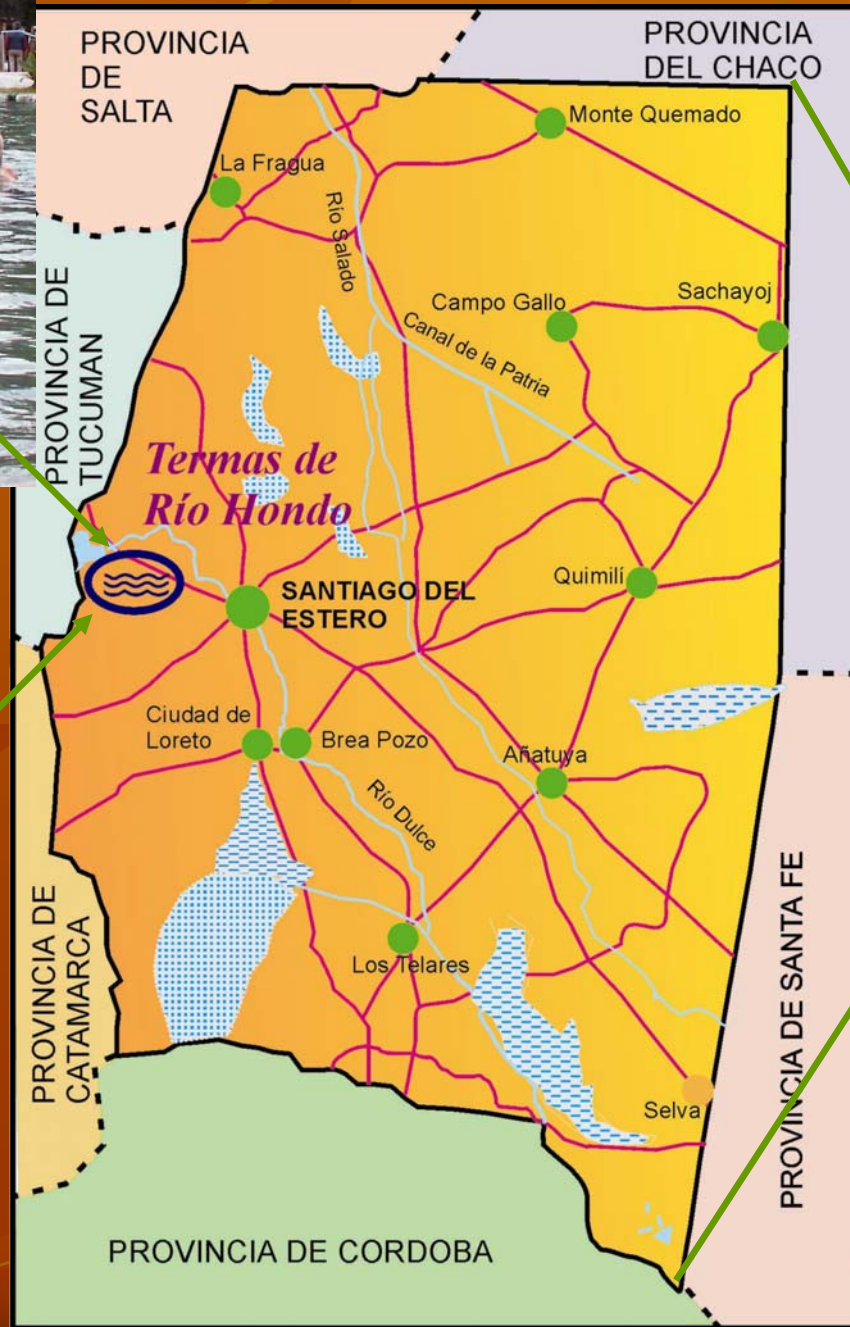 PROVINCIA
DE
SALTA
PROVINCIA
DEL CHACO
Monte Quemado
La Fragua
Río Salado
PROVINCIA DE
TUCUMAN
Campo Gallo
Sachayoj
Canal de la Patria
Termas de
Río Hondo
SANTIAGO DEL
ESTERO
Quimilí
Ciudad de
Loreto
Brea Pozo
Añatuya
Río Dulce
Los Telares
PROVINCIA DE
CATAMARCA
PROVINCIA DE SANTA FE
Selva
PROVINCIA DE CORDOBA